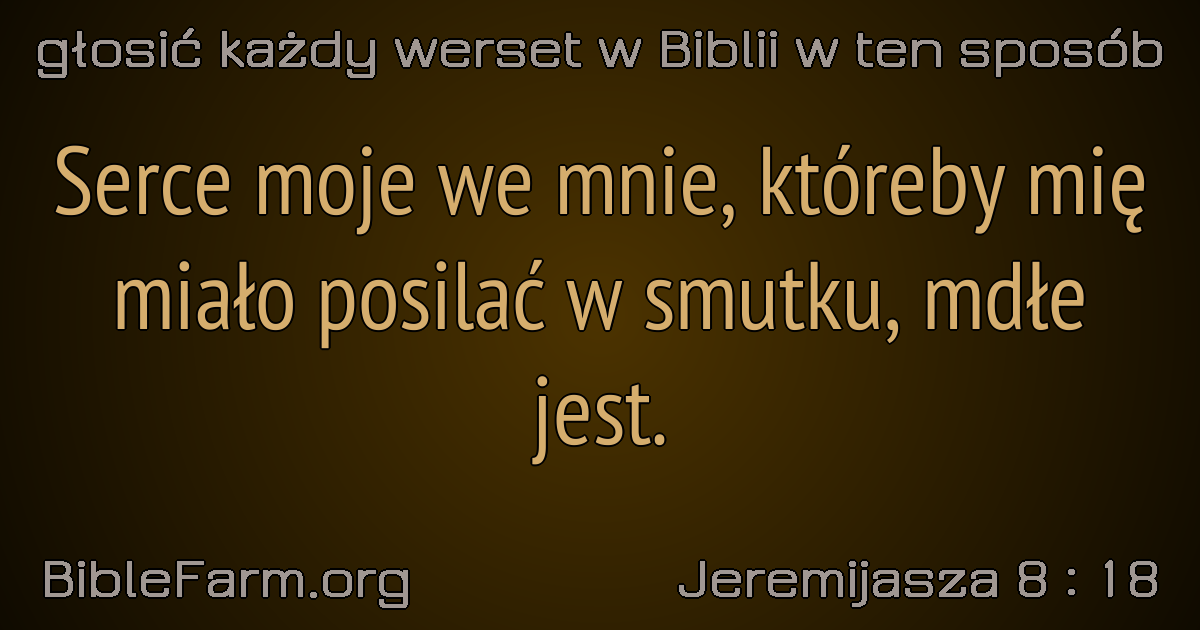 głosić każdy werset w Biblii w ten sposób
Serce moje we mnie, któreby mię
miało posilać w smutku, mdłe
jest.
BibleFarm.org
Jeremijasza 8 : 18